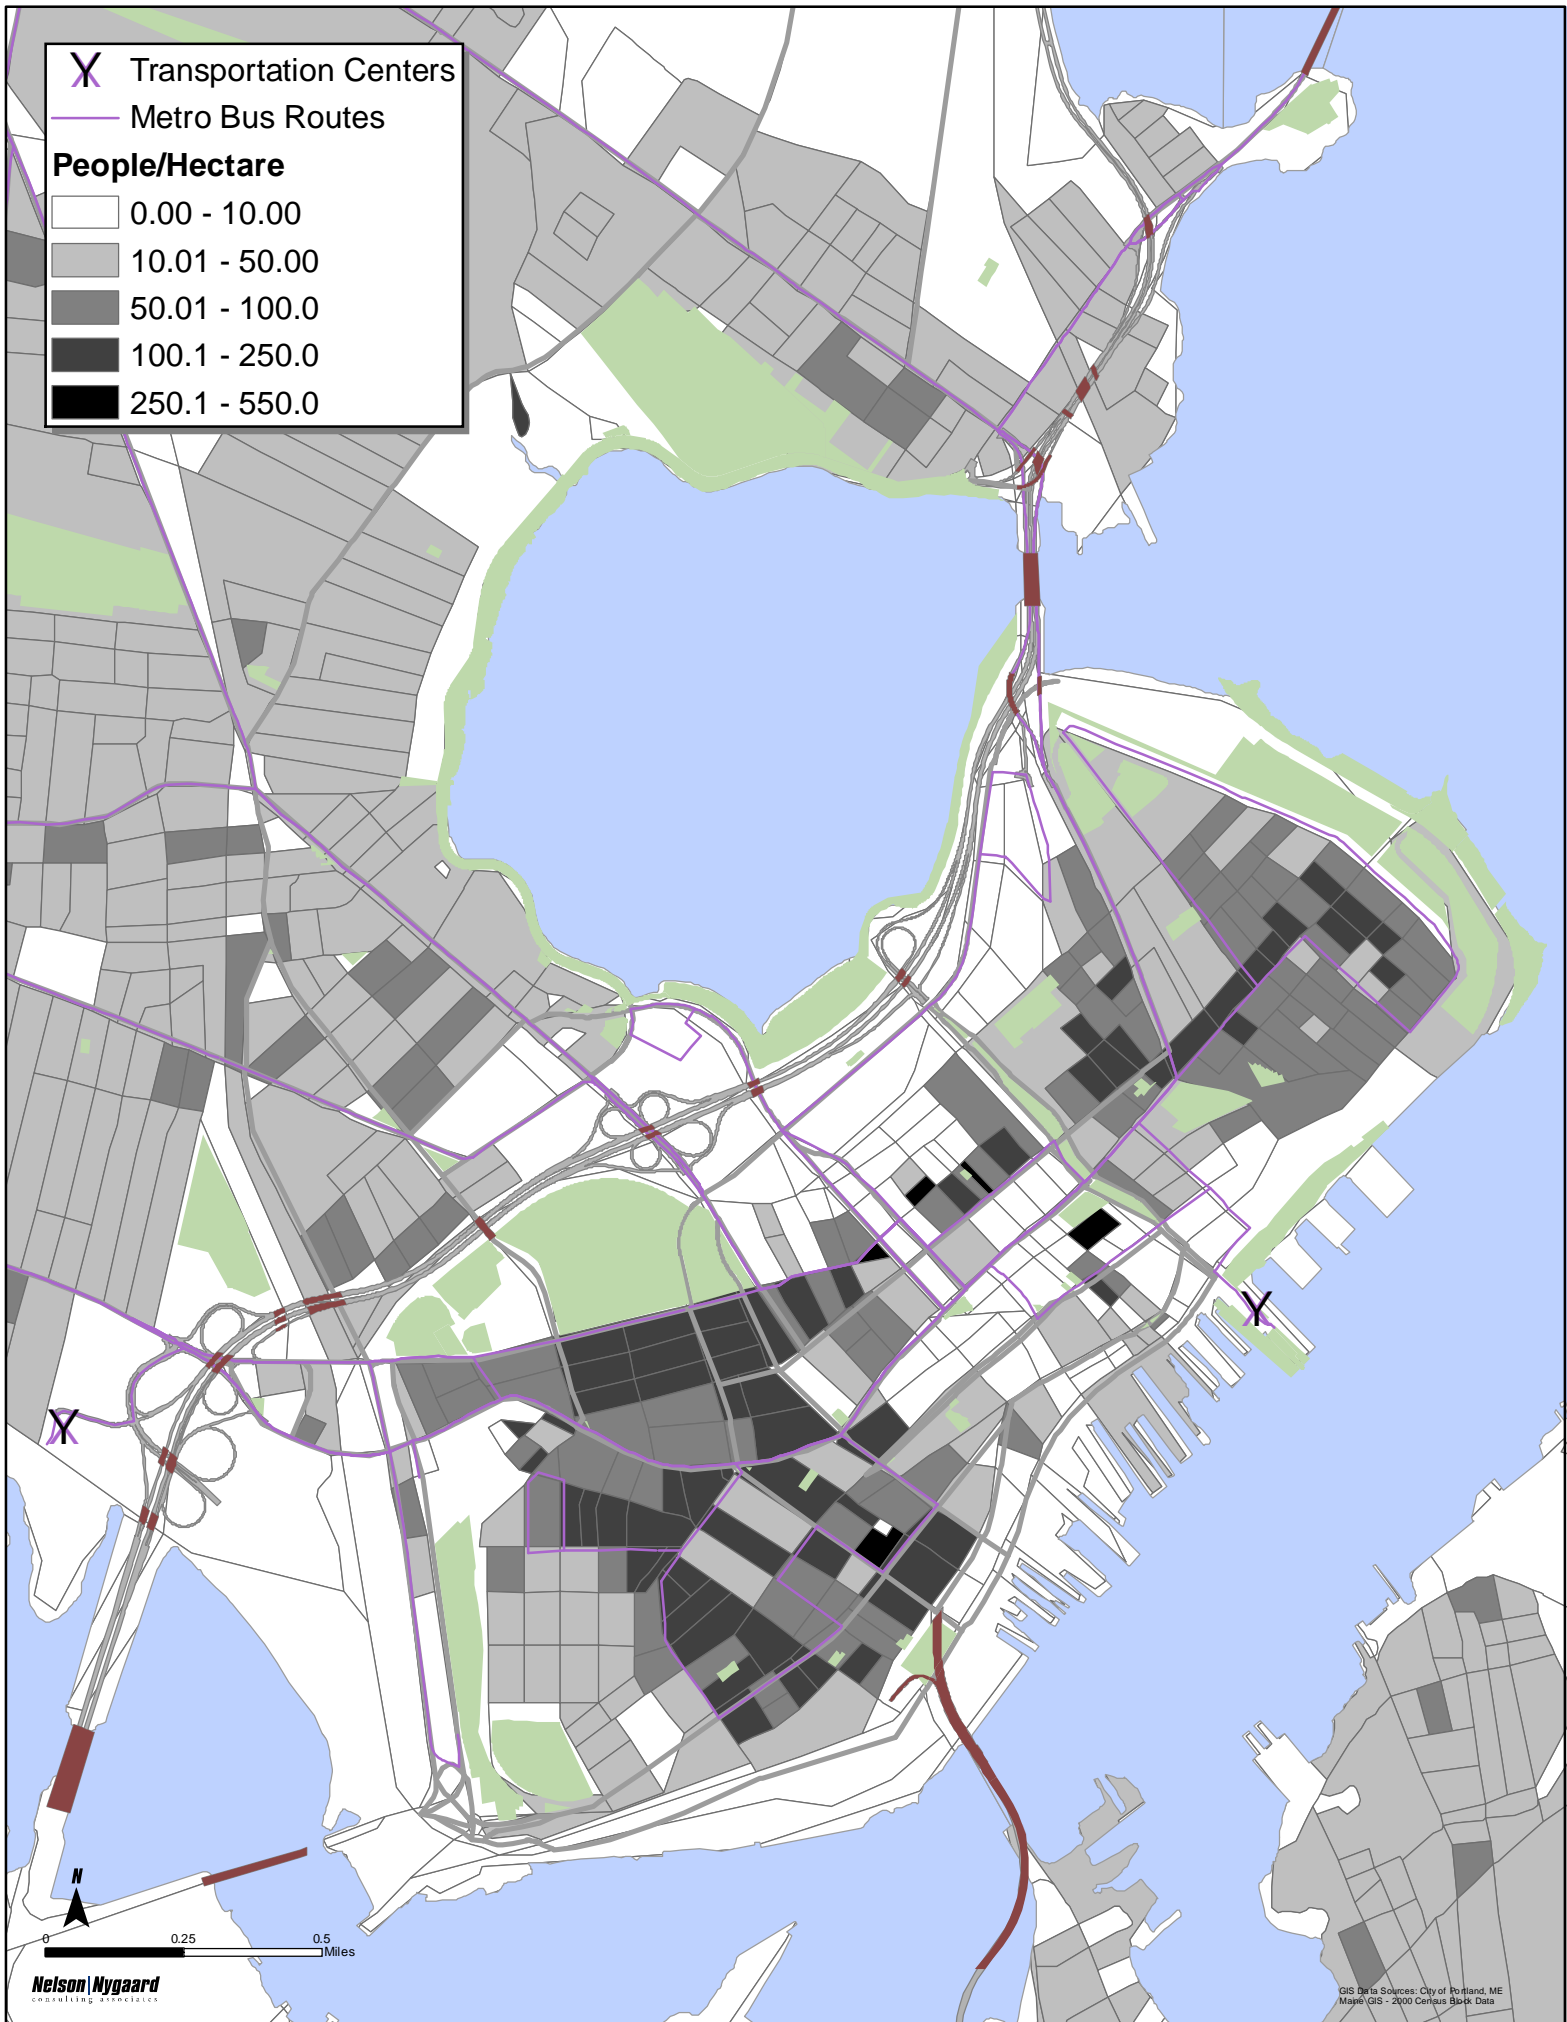 Transportation Centers
Metro Bus Routes
People/Hectare
0.00 - 10.00
10.01 - 50.00
50.01 - 100.0
100.1 - 250.0
250.1 - 550.0
N
0 0.25 0.5
Miles
Nelson|Nygaard
consulting associates
GIS Data Sources: City of Portland, ME
Maine GIS - 2000 Census Block Data